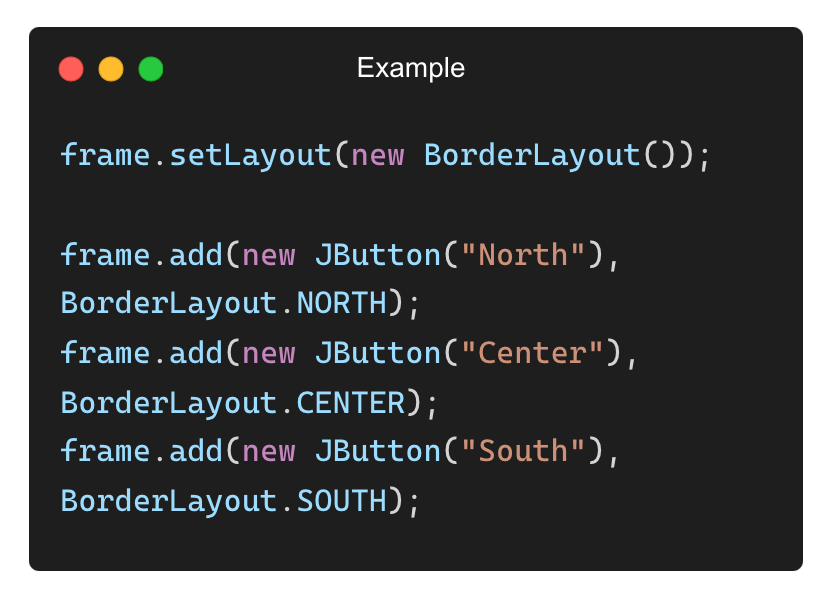 Example
frame.setLayout(new BorderLayout());
frame.add(new JButton("North"),
BorderLayout.NORTH);
frame.add(new JButton("Center"),
BorderLayout.CENTER);
frame.add(new JButton("South"),
BorderLayout.SOUTH);